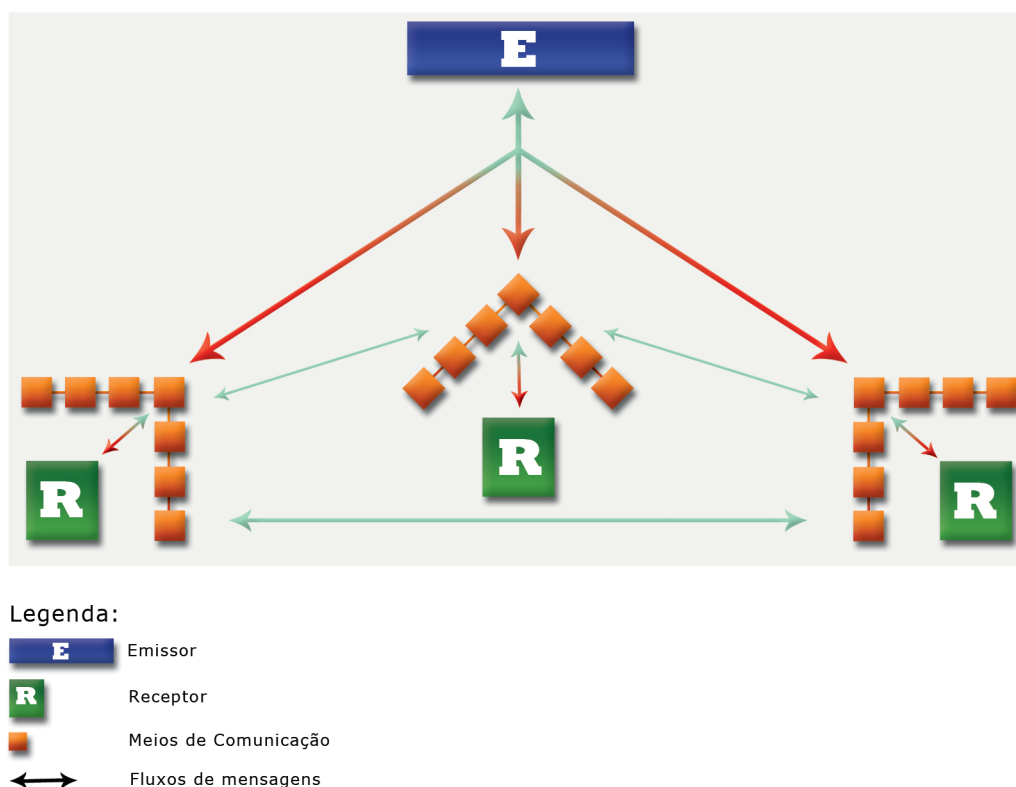 E
R
R
R
Legenda:
E Emissor
R Receptor
Meios de Comunicação
Fluxos de mensagens